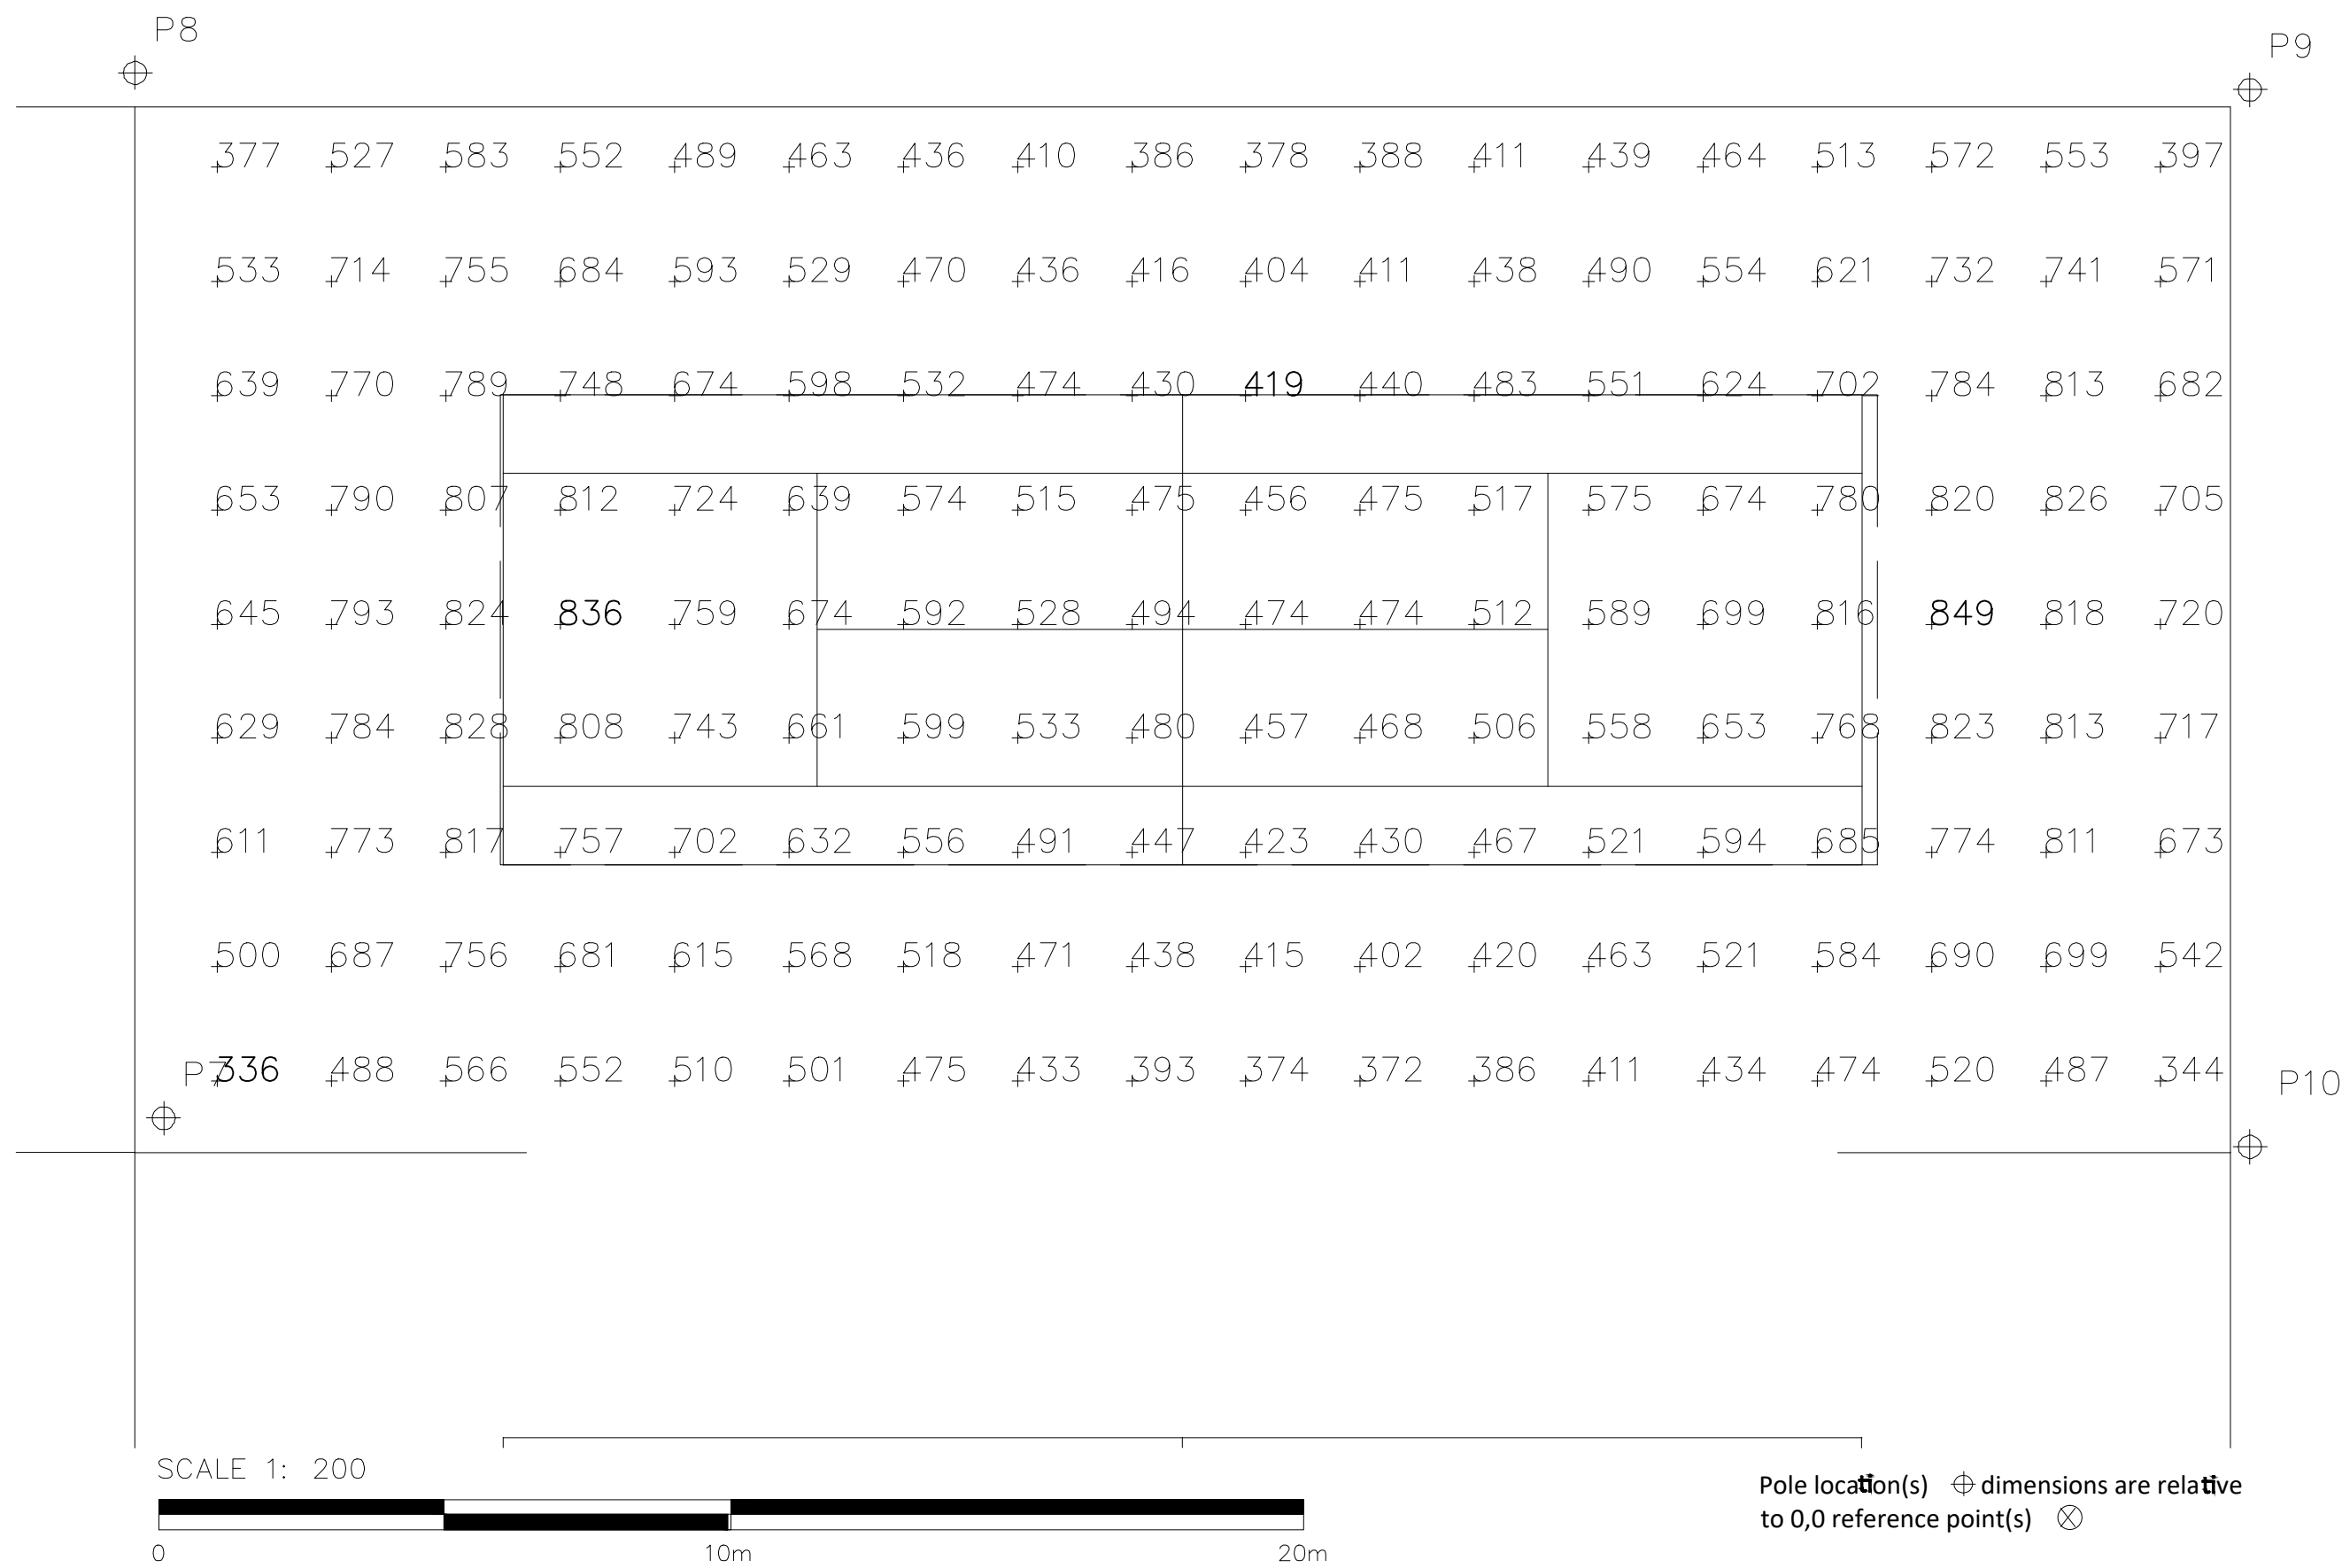 P8
P9
377 527 583 552 489 463 436 410 386 378 388 411 439 464 513 572 553 397
533 714 755 684 593 529 470 436 416 404 411 438 490 554 621 732 741 571
639 770 789 748 674 598 532 474 430 419 440 483 551 624 702 784 813 682
653 790 807 812 724 639 574 515 475 456 475 517 575 674 780 820 826 705
645 793 824 836 759 674 592 528 494 474 474 512 589 699 816 849 818 720
629 784 828 808 743 661 599 533 480 457 468 506 558 653 768 823 813 717
611 773 817 757 702 632 556 491 447 423 430 467 521 594 685 774 811 673
500 687 756 681 615 568 518 471 438 415 402 420 463 521 584 690 699 542
P7 336 488 566 552 510 501 475 433 393 374 372 386 411 434 474 520 487 344
P10
SCALE 1: 200
0 10m 20m
Pole location(s) dimensions are relative
to 0,0 reference point(s)